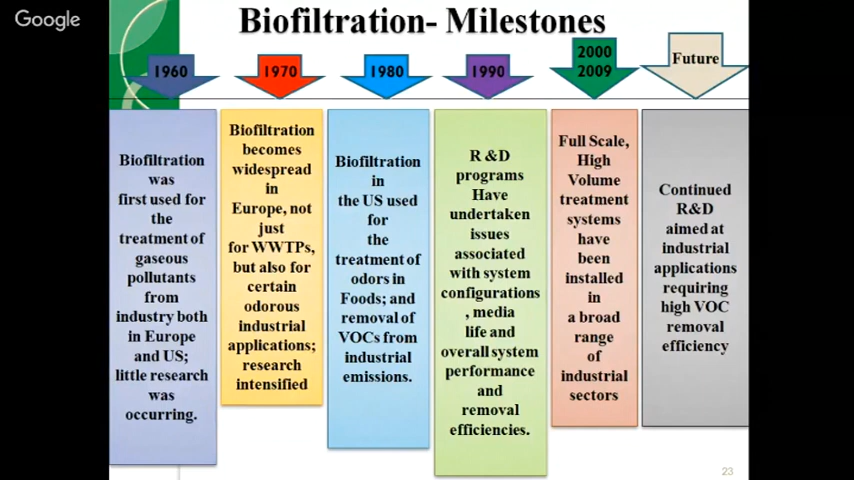 Google
Biofiltration- Milestones
1960
1970
1980
1990
2000
2009
Future
Biofiltration
was
first used for
the
treatment of
gaseous
pollutants
from
industry both
in Europe
and US;
little research
was
occurring.
Biofiltration
becomes
widespread
in
Europe, not
just
for WWTPs,
but also for
certain
odorous
industrial
applications;
research
intensified
Biofiltration
in
the US used
for
the
treatment of
odors in
Foods; and
removal of
VOCs from
industrial
emissions.
R &D
programs
Have
undertaken
issues
associated
with system
configurations
, media
life and
overall system
performance
and
removal
efficiencies.
Full Scale,
High
Volume
treatment
systems
have
been
installed
in
a broad
range
of
industrial
sectors
Continued
R&D
aimed at
industrial
applications
requiring
high VOC
removal
efficiency
23